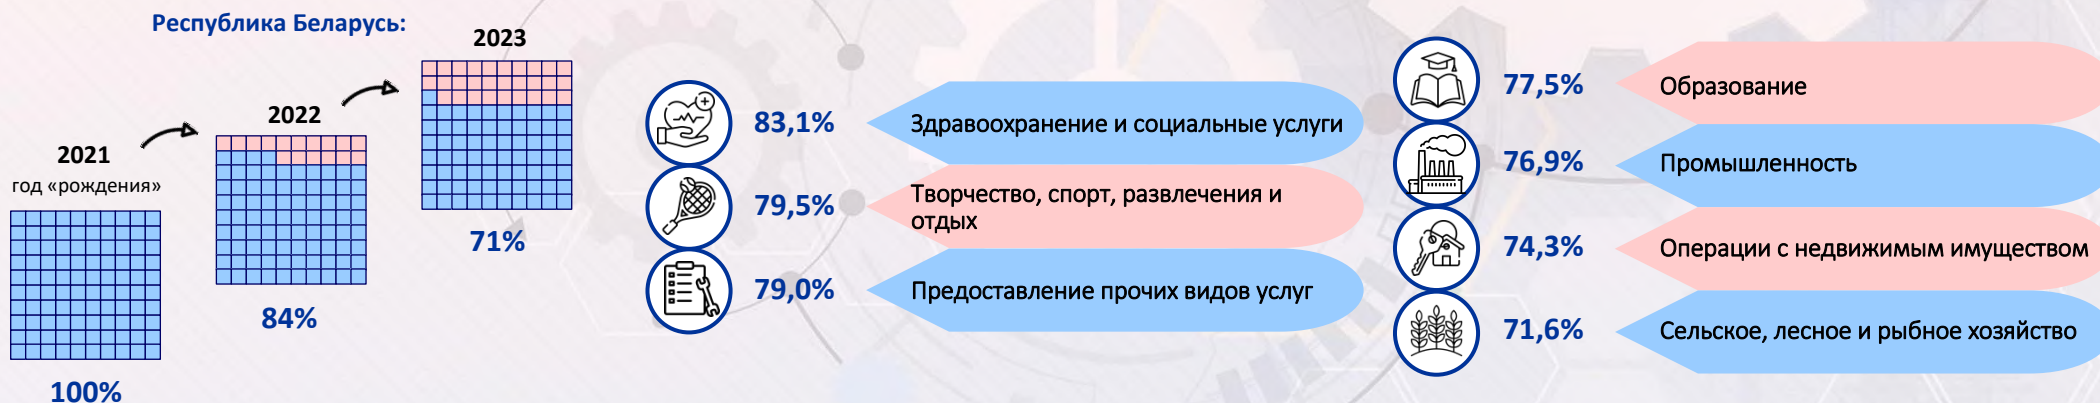 Республика Беларусь:
2021
год «рождения»
100%
2022
84%
2023
71%
83,1%
Здравоохранение и социальные услуги
79,5%
Творчество, спорт, развлечения и
отдых
79,0%
Предоставление прочих видов услуг
77,5%
Образование
76,9%
Промышленность
74,3%
Операции с недвижимым имуществом
71,6%
Сельское, лесное и рыбное хозяйство